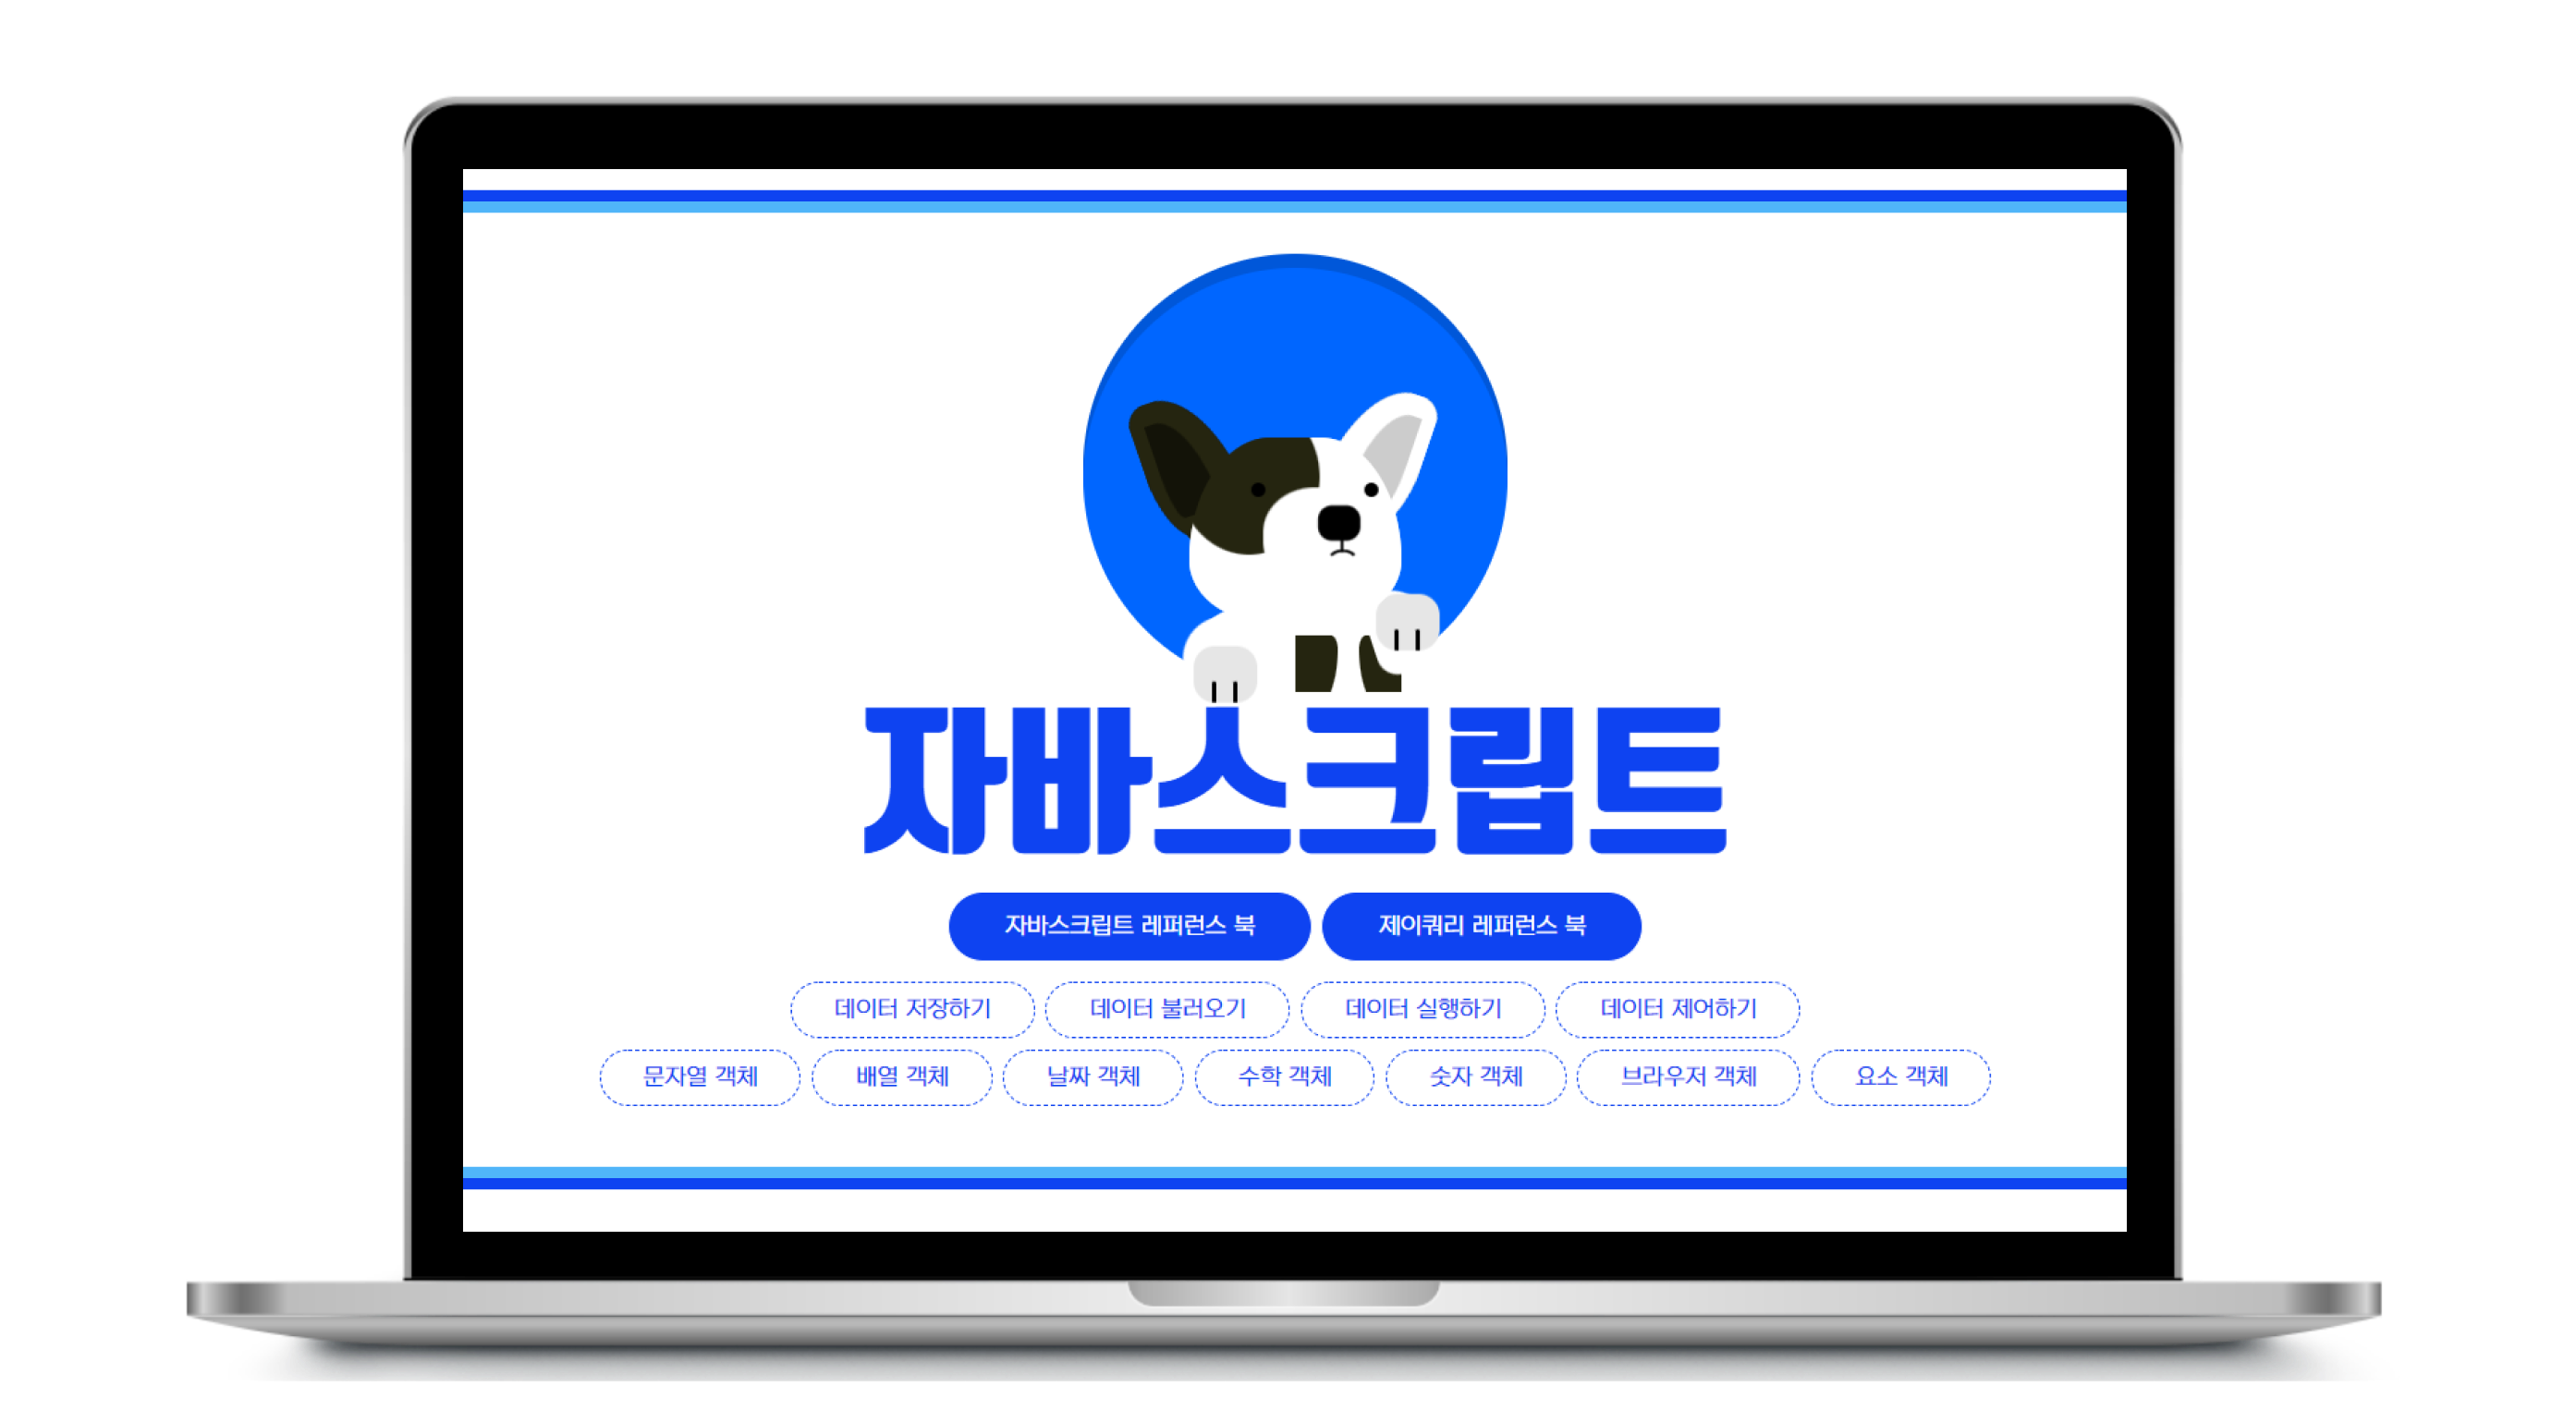 자바스크립트
자바스크립트 레퍼런스 북 제이쿼리 레퍼런스 북
데이터 저장하기 데이터 불러오기 데이터 실행하기 데이터 제어하기
문자열 객체 배열 객체 날짜 객체 수학 객체 숫자 객체 브라우저 객체 요소 객체